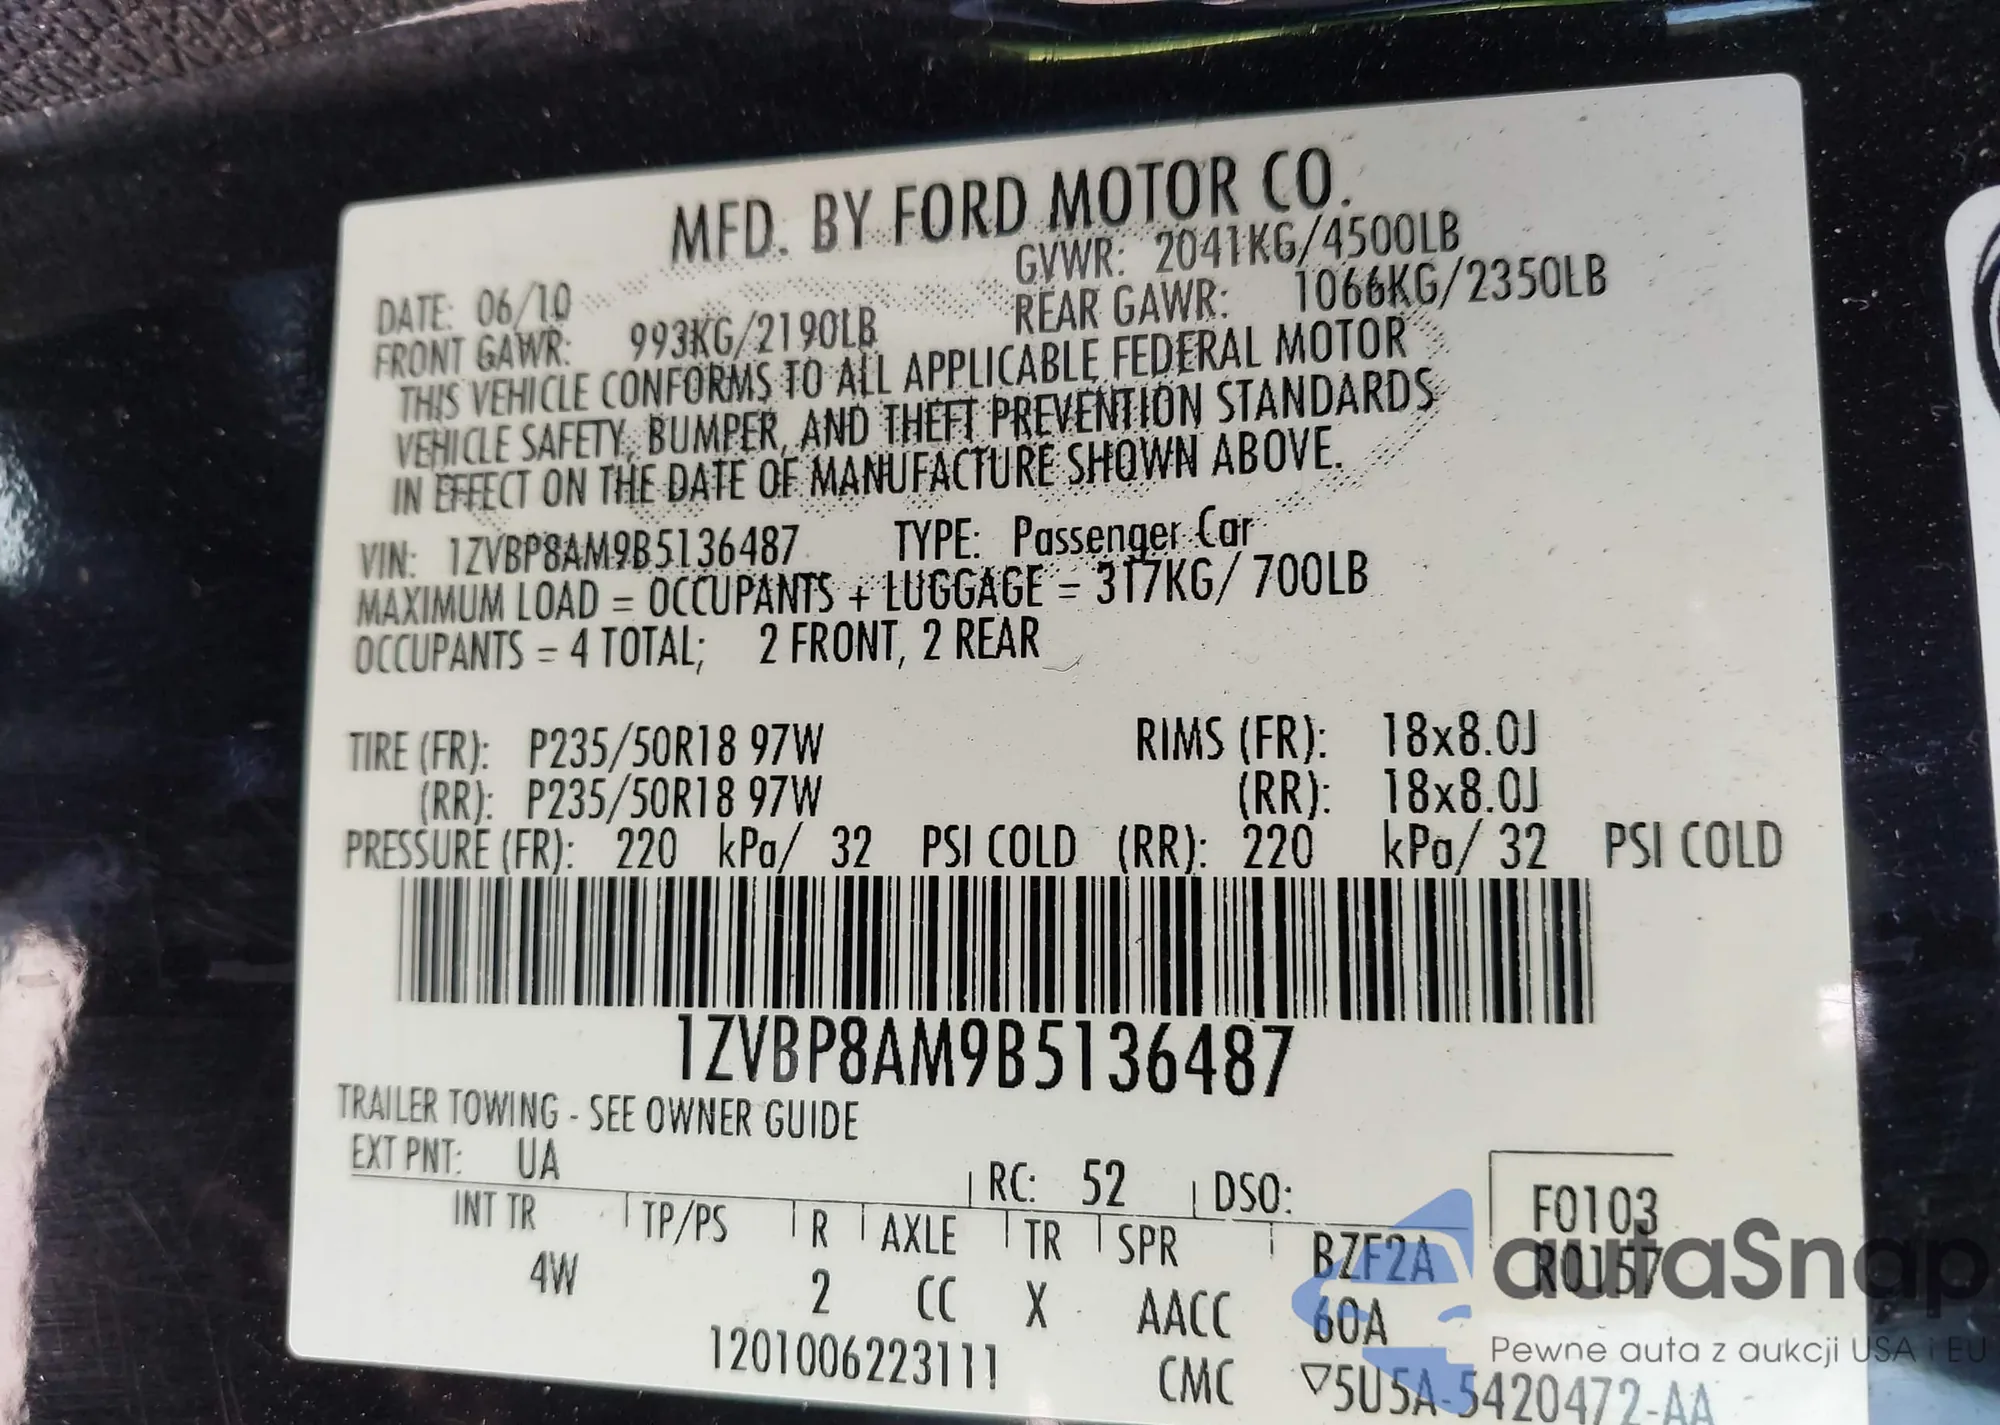 MFD. BY FORD MOTOR CO.
DATE: 06/10 GVWR: 2041KG/4500LB
FRONT GAWR: 993KG/2190LB REAR GAWR: 1066KG/2350LB
THIS VEHICLE CONFORMS TO ALL APPLICABLE FEDERAL MOTOR
VEHICLE SAFETY, BUMPER, AND THEFT PREVENTION STANDARDS
IN EFFECT ON THE DATE OF MANUFACTURE SHOWN ABOVE.
VIN: 1ZVBP8AM9B5136487 TYPE: Passenger Car
MAXIMUM LOAD = OCCUPANTS + LUGGAGE = 317KG/ 700LB
OCCUPANTS = 4 TOTAL; 2 FRONT, 2 REAR
TIRE (FR): P235/50R18 97W RIMS (FR): 18x8.0J
(RR): P235/50R18 97W (RR): 18x8.0J
PRESSURE (FR): 220 kPa/ 32 PSI COLD (RR): 220 kPa/ 32 PSI COLD
1ZVBP8AM9B5136487
TRAILER TOWING - SEE OWNER GUIDE
EXT PNT: UA RC: 52 DSO:
F0103
R0157
INT TR TP/PS R AXLE TR SPR BZF2A
4W 2 CC X AACC 60A
1201006223111 CMC ▽5U5A-5420472-AA
autaSnap
Pewne auta z aukcji USA i EU